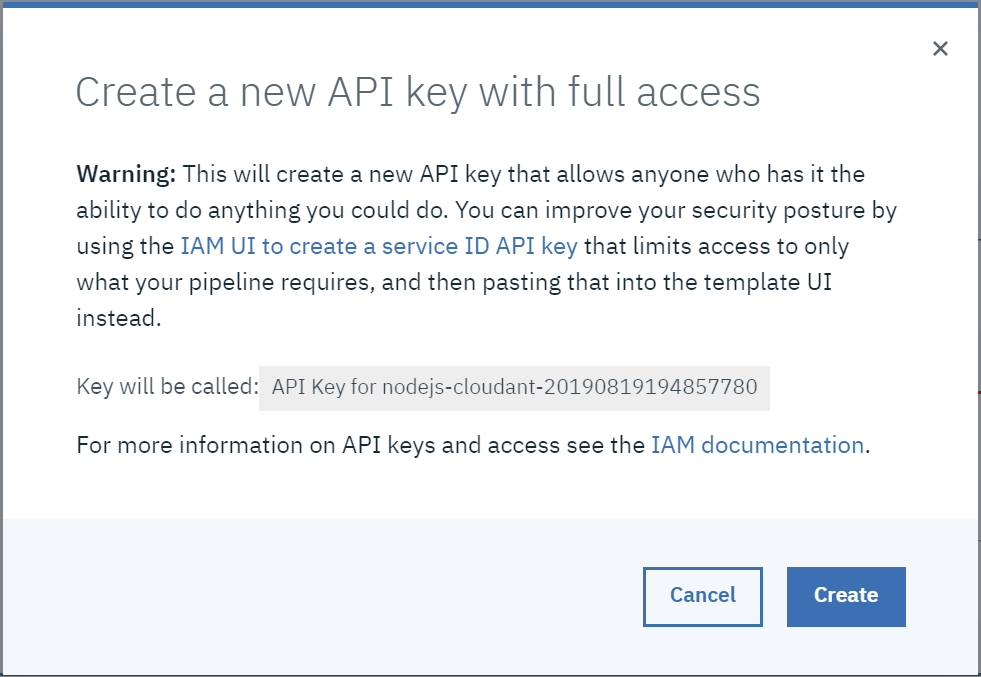 ×
Create a new API key with full access
Warning: This will create a new API key that allows anyone who has it the
ability to do anything you could do. You can improve your security posture by
using the IAM UI to create a service ID API key that limits access to only
what your pipeline requires, and then pasting that into the template UI
instead.
Key will be called: API Key for nodejs-cloudant-20190819194857780
For more information on API keys and access see the IAM documentation.
Cancel Create